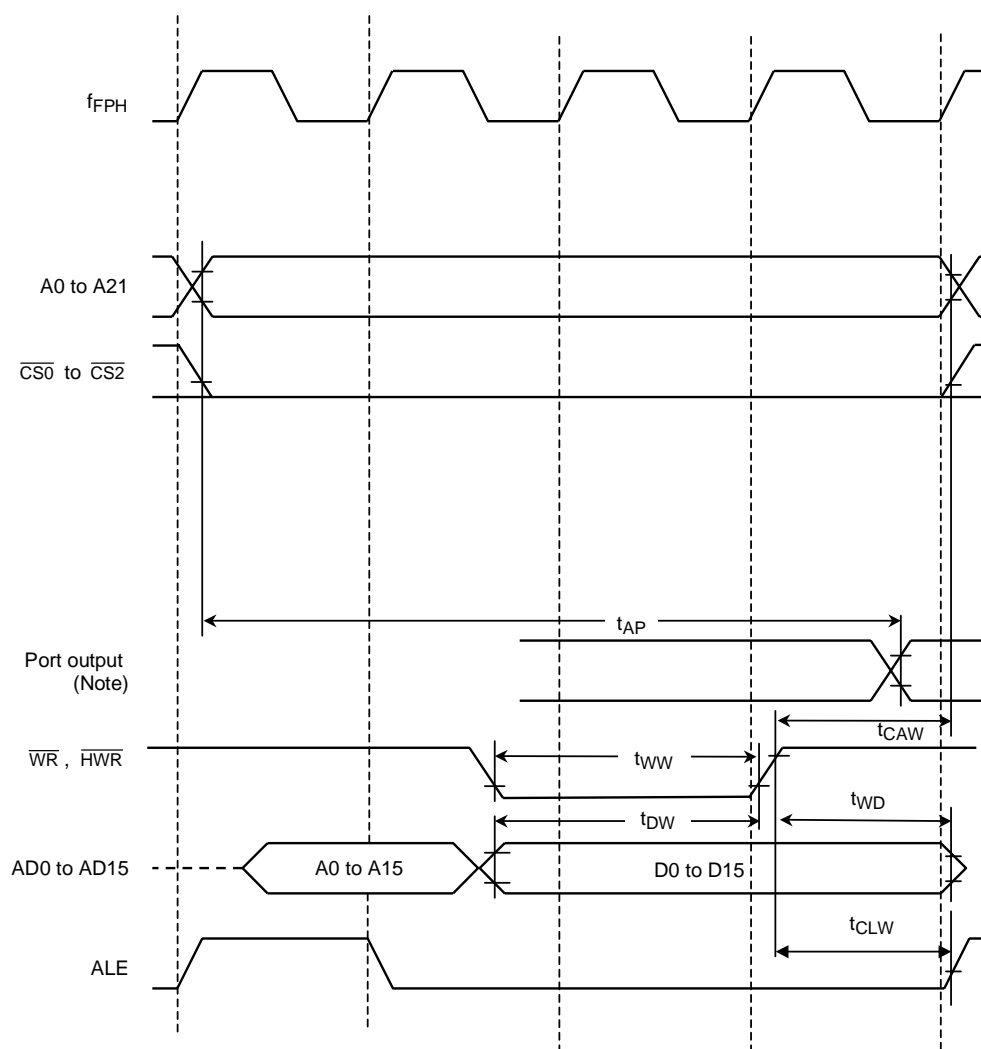 fFPH
A0 to A21
CS0 to CS2
tAP
Port output
(Note)
tCAW
WR , HWR
tWW
tWD
tDW
AD0 to AD15
A0 to A15
D0 to D15
tCLW
ALE